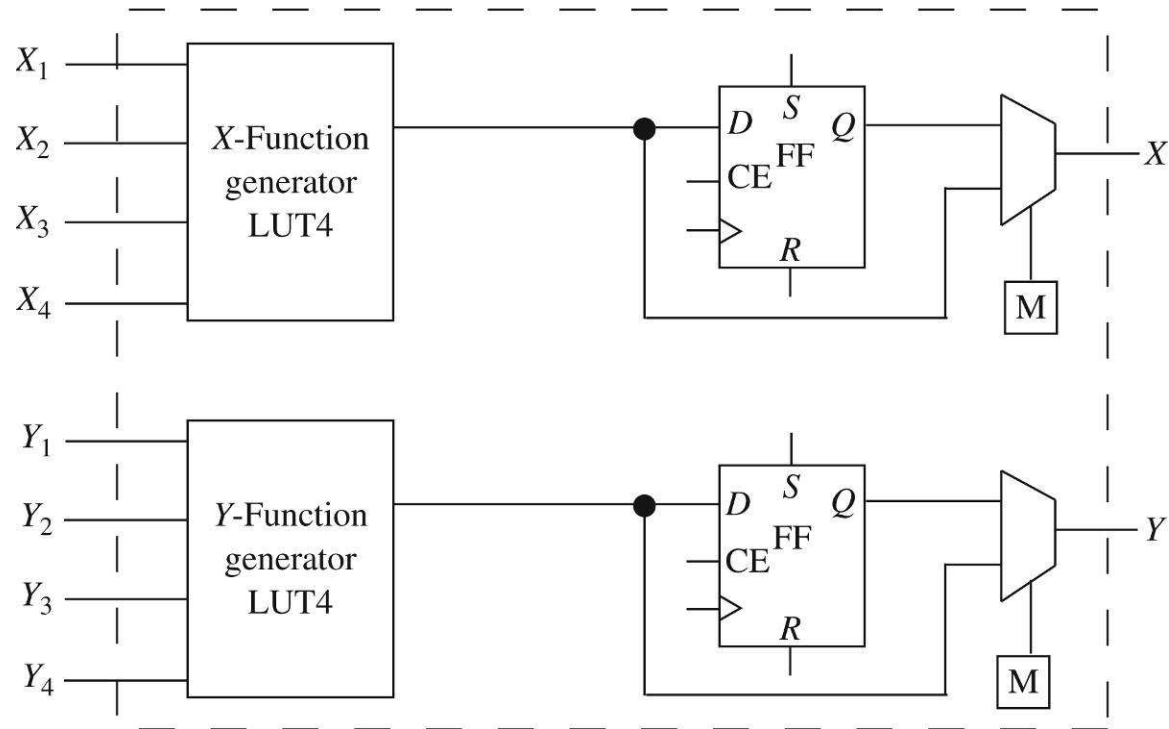 X₁
X₂
X₃
X₄
X-Function
generator
LUT4
S
D
Q
FF
CE
R
M
X
Y₁
Y₂
Y₃
Y₄
Y-Function
generator
LUT4
S
D
Q
FF
CE
R
M
Y